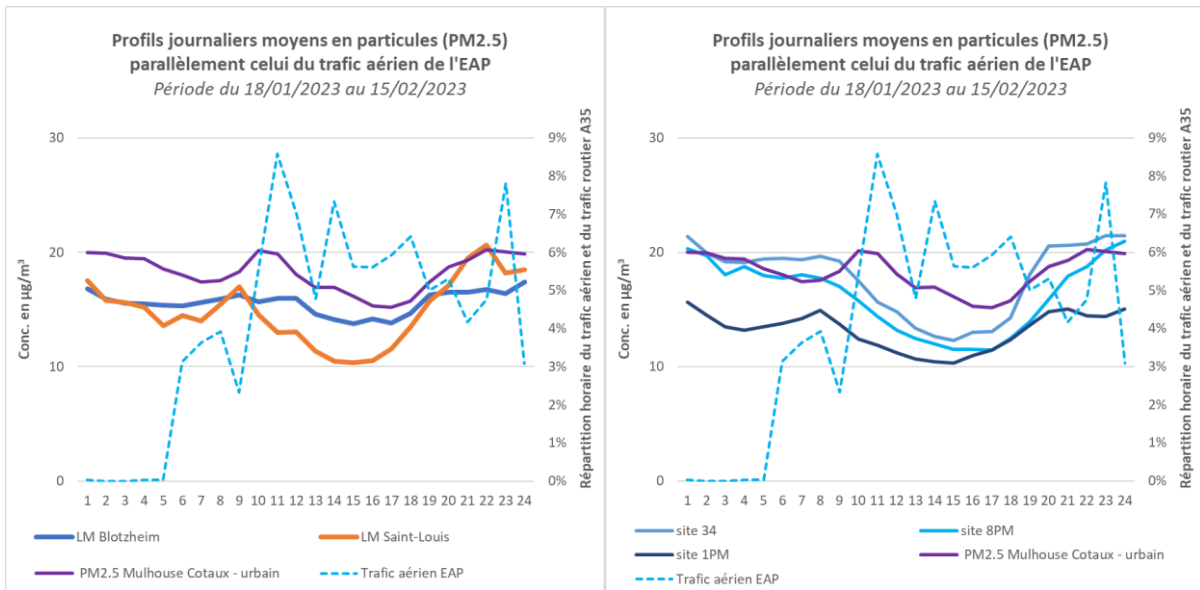 Profils journaliers moyens en particules (PM2.5)
parallèlement celui du trafic aérien de l'EAP
Période du 18/01/2023 au 15/02/2023
Conc. en µg/m³
30
20
10
0
9%
8%
7%
6%
5%
4%
3%
2%
1%
0%
Répartition horaire du trafic aérien et du trafic routier A35
1 2 3 4 5 6 7 8 9 10 11 12 13 14 15 16 17 18 19 20 21 22 23 24
LM Blotzheim
LM Saint-Louis
PM2.5 Mulhouse Cotaux - urbain
Trafic aérien EAP
Profils journaliers moyens en particules (PM2.5)
parallèlement celui du trafic aérien de l'EAP
Période du 18/01/2023 au 15/02/2023
Conc. en µg/m³
30
20
10
0
9%
8%
7%
6%
5%
4%
3%
2%
1%
0%
Répartition horaire du trafic aérien et du trafic routier A35
1 2 3 4 5 6 7 8 9 10 11 12 13 14 15 16 17 18 19 20 21 22 23 24
site 34
site 8PM
site 1PM
PM2.5 Mulhouse Cotaux - urbain
Trafic aérien EAP